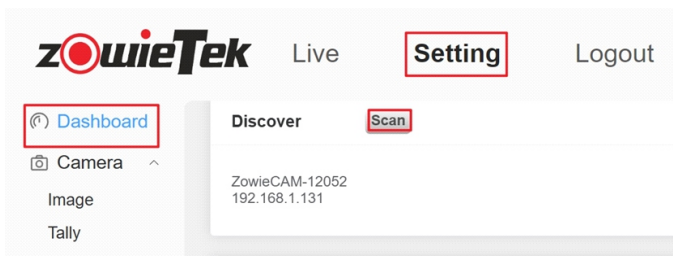 zowieTek Live Setting Logout
Dashboard
Discover Scan
Camera
ZowieCAM-12052
192.168.1.131
Image
Tally